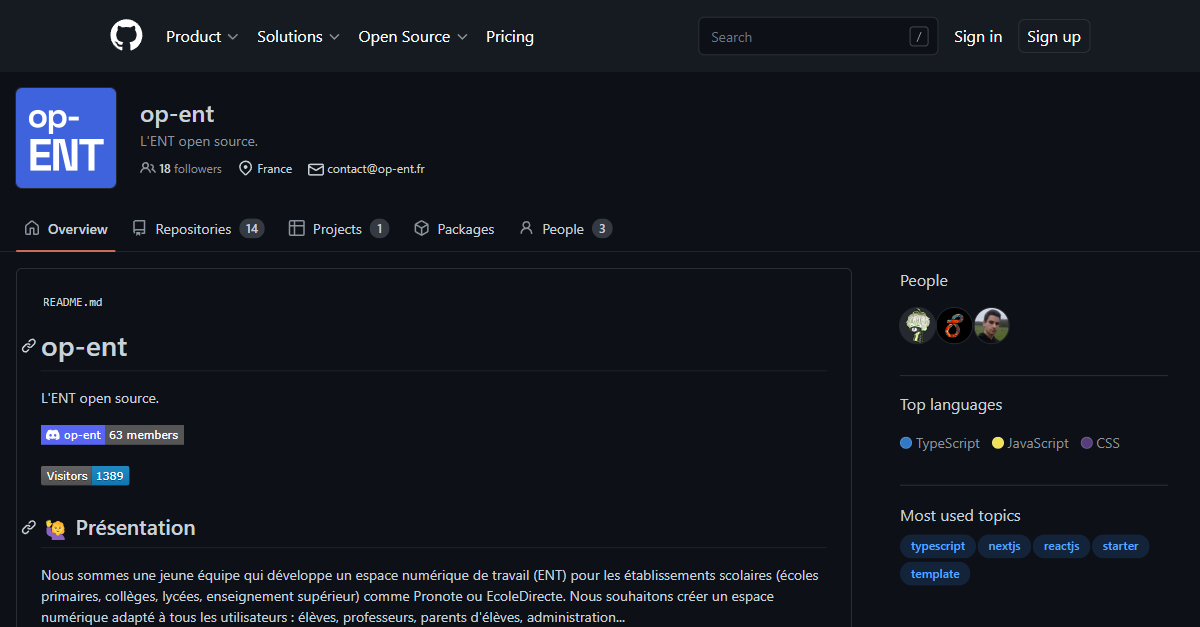 Product Solutions Open Source Pricing Search / Sign in Sign up
op-
ENT
op-ent
L'ENT open source.
18 followers France contact@op-ent.fr
Overview Repositories 14 Projects 1 Packages People 3
README.md
op-ent
L'ENT open source.
op-ent 63 members
Visitors 1389
Présentation
Nous sommes une jeune équipe qui développe un espace numérique de travail (ENT) pour les établissements scolaires (écoles
primaires, collèges, lycées, enseignement supérieur) comme Pronote ou EcoleDirecte. Nous souhaitons créer un espace
numérique adapté à tous les utilisateurs : élèves, professeurs, parents d'élèves, administration...
People
Top languages
TypeScript JavaScript CSS
Most used topics
typescript nextjs reactjs starter
template